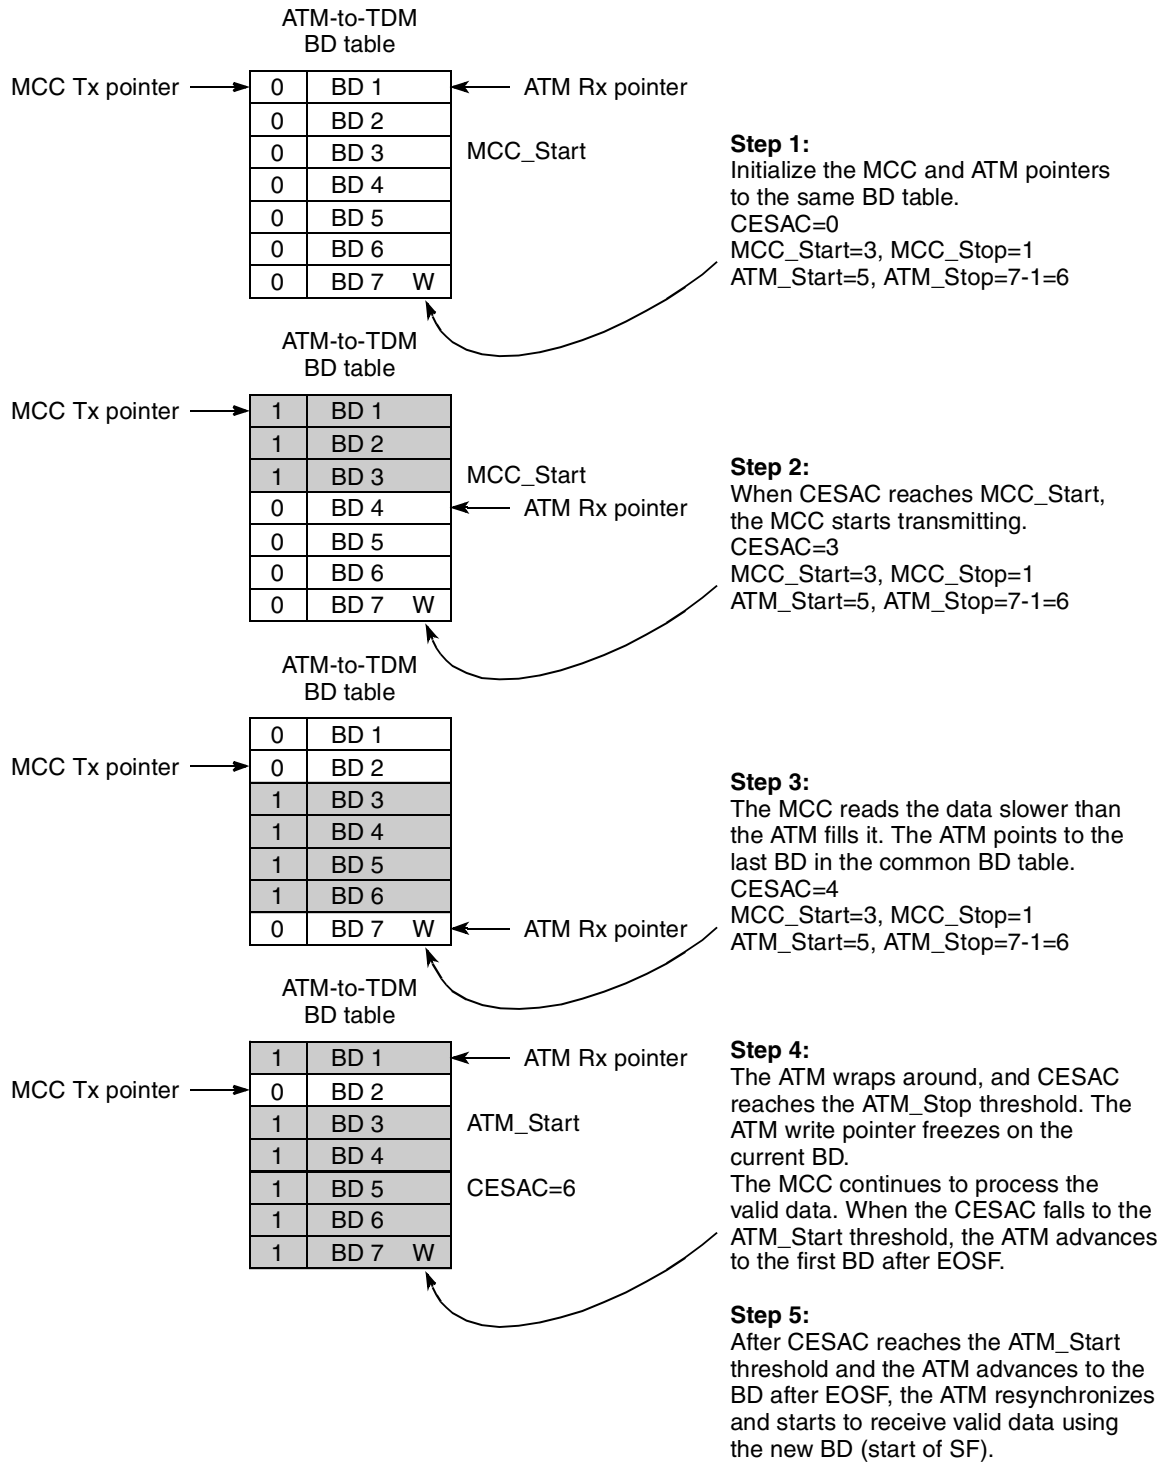 ATM-to-TDM
BD table
MCC Tx pointer
0 BD 1
ATM Rx pointer
0 BD 2
0 BD 3
MCC_Start
0 BD 4
0 BD 5
0 BD 6
0 BD 7 W
Step 1:
Initialize the MCC and ATM pointers
to the same BD table.
CESAC=0
MCC_Start=3, MCC_Stop=1
ATM_Start=5, ATM_Stop=7-1=6
ATM-to-TDM
BD table
MCC Tx pointer
1 BD 1
1 BD 2
1 BD 3
MCC_Start
0 BD 4
ATM Rx pointer
0 BD 5
0 BD 6
0 BD 7 W
Step 2:
When CESAC reaches MCC_Start,
the MCC starts transmitting.
CESAC=3
MCC_Start=3, MCC_Stop=1
ATM_Start=5, ATM_Stop=7-1=6
ATM-to-TDM
BD table
0 BD 1
MCC Tx pointer
0 BD 2
1 BD 3
1 BD 4
1 BD 5
1 BD 6
0 BD 7 W
ATM Rx pointer
Step 3:
The MCC reads the data slower than
the ATM fills it. The ATM points to the
last BD in the common BD table.
CESAC=4
MCC_Start=3, MCC_Stop=1
ATM_Start=5, ATM_Stop=7-1=6
ATM-to-TDM
BD table
1 BD 1
ATM Rx pointer
MCC Tx pointer
0 BD 2
1 BD 3
ATM_Start
1 BD 4
1 BD 5
CESAC=6
1 BD 6
1 BD 7 W
Step 4:
The ATM wraps around, and CESAC
reaches the ATM_Stop threshold. The
ATM write pointer freezes on the
current BD.
The MCC continues to process the
valid data. When the CESAC falls to the
ATM_Start threshold, the ATM advances
to the first BD after EOSF.
Step 5:
After CESAC reaches the ATM_Start
threshold and the ATM advances to the
BD after EOSF, the ATM resynchronizes
and starts to receive valid data using
the new BD (start of SF).